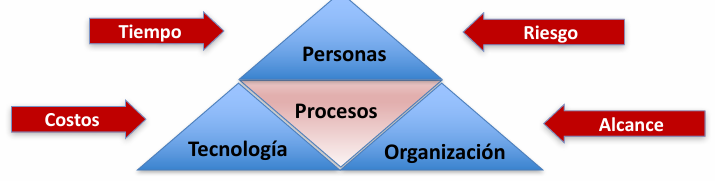 Tiempo
Riesgo
Personas
Procesos
Costos
Alcance
Tecnología
Organización